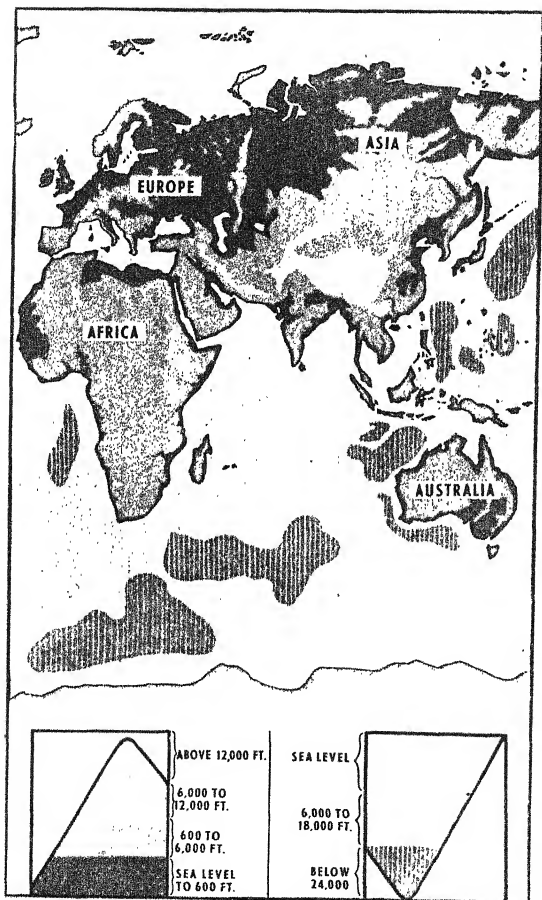 ASIA
EUROPE
AFRICA
AUSTRALIA
ABOVE 12,000 FT.
6,000 TO
12,000 FT.
600 TO
6,000 FT.
SEA LEVEL
TO 600 FT.
SEA LEVEL
6,000 TO
18,000 FT.
BELOW
24,000